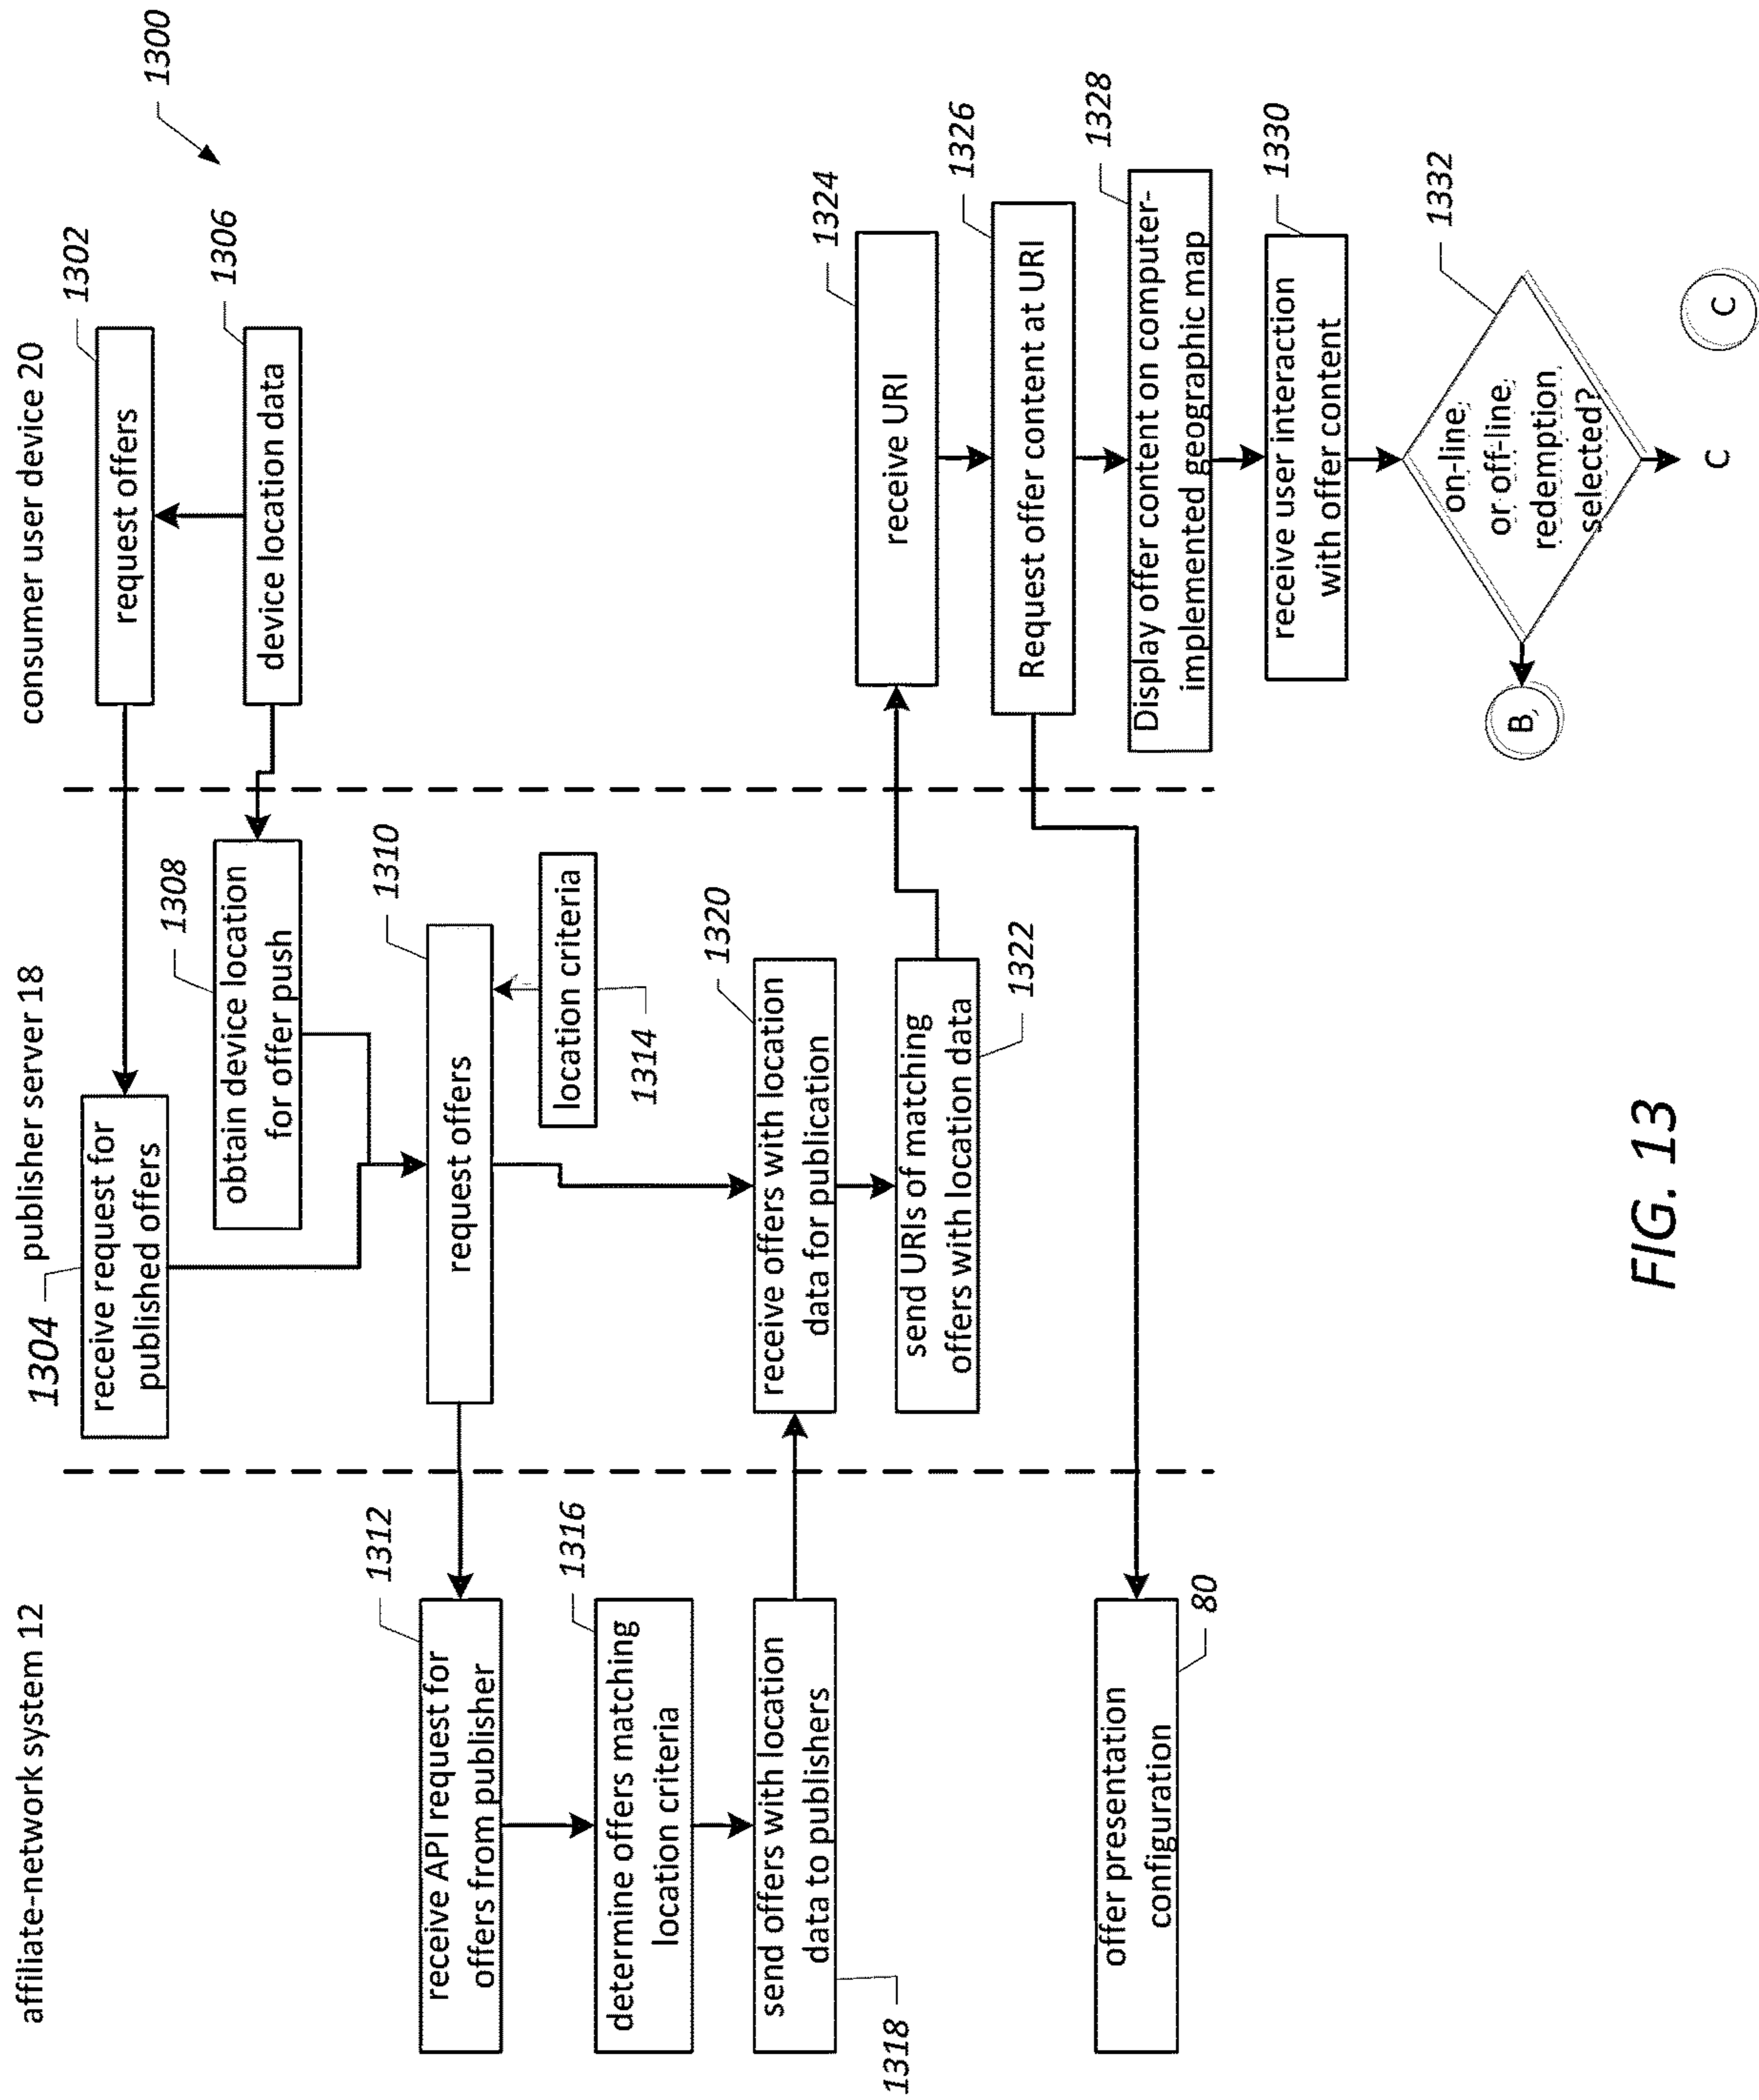 affiliate-network system 12
publisher server 18
consumer user device 20
1300
1302
request offers
1304
receive request for
published offers
1306
device location data
1308
obtain device location
for offer push
1310
request offers
1312
receive API request for
offers from publisher
location criteria
1314
1316
determine offers matching
location criteria
send offers with location
data to publishers
1318
1320
receive offers with location
data for publication
send URIs of matching
offers with location data
1322
1324
receive URI
1326
Request offer content at URI
offer presentation
configuration
80
1328
Display offer content on computer-
implemented geographic map
1330
receive user interaction
with offer content
1332
on-line
or off-line
redemption
selected?
B
C
C
FIG. 13